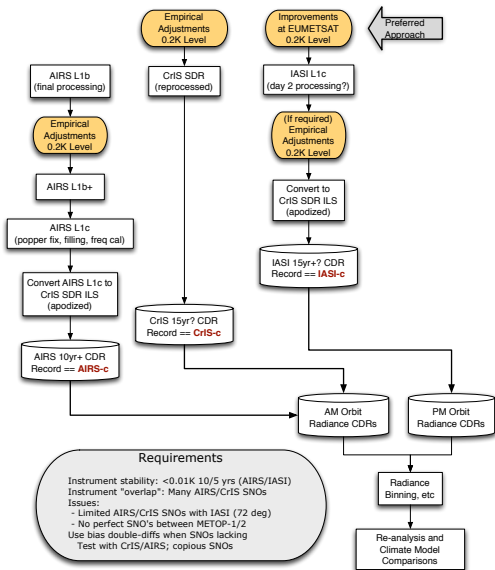 Empirical
Adjustments
0.2K Level
Improvements
at EUMETSAT
0.2K Level
Preferred
Approach
AIRS L1b
(final processing)
CrIS SDR
(reprocessed)
IASI L1c
(day 2 processing?)
Empirical
Adjustments
0.2K Level
(If required)
Empirical
Adjustments
0.2K Level
AIRS L1b+
Convert to
CrIS SDR ILS
(apodized)
AIRS L1c
(popper fix, filling, freq cal)
IASI 15yr+? CDR
Record == IASI-c
Convert AIRS L1c to
CrIS SDR ILS
(apodized)
CrIS 15yr? CDR
Record == CrIS-c
AIRS 10yr+ CDR
Record == AIRS-c
AM Orbit
Radiance CDRs
PM Orbit
Radiance CDRs
Requirements
Instrument stability: <0.01K 10/5 yrs (AIRS/IASI)
Instrument "overlap": Many AIRS/CrIS SNOs
Issues:
- Limited AIRS/CrIS SNOs with IASI (72 deg)
- No perfect SNO's between METOP-1/2
Use bias double-diffs when SNOs lacking
Test with CrIS/AIRS; copious SNOs
Radiance
Binning, etc
Re-analysis and
Climate Model
Comparisons